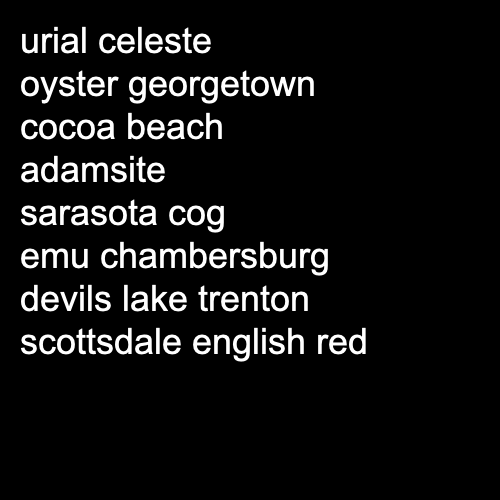 urial celeste
oyster georgetown
cocoa beach
adamsite
sarasota cog
emu chambersburg
devils lake trenton
scottsdale english red